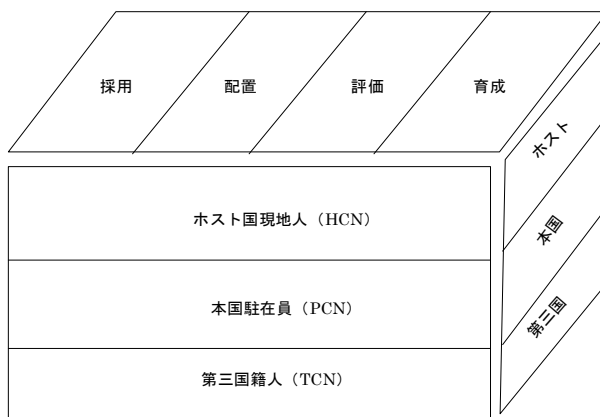 採用
配置
評価
育成
ホスト
ホスト国現地人（HCN）
本国
本国駐在員（PCN）
第三国
第三国籍人（TCN）